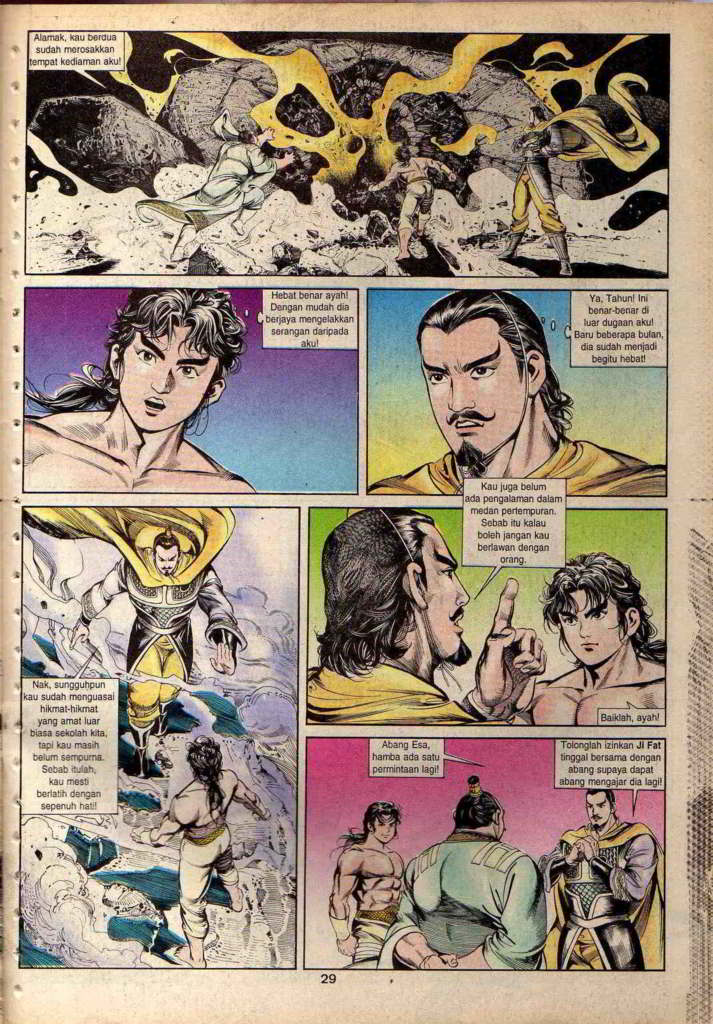 Alamak, kau berdua
sudah merosakkan
tempat kediaman aku!
Hebat benar ayah!
Dengan mudah dia
berjaya mengelakkan
serangan daripada
aku!
Ya, Tahun! Ini
benar-benar di
luar dugaan aku!
Baru beberapa bulan,
dia sudah menjadi
begitu hebat!
Nak, sungguhpun
kau sudah menguasai
hikmat-hikmat
yang amat luar
biasa sekolah kita,
tapi kau masih
belum sempurna.
Sebab itulah,
kau mesti
berlatih dengan
sepenuh hati!
Kau juga belum
ada pengalaman dalam
medan pertempuran.
Sebab itu kalau
boleh jangan kau
berlawan dengan
orang.
Baiklah, ayah!
Abang Esa,
hamba ada satu
permintaan lagi!
Tolonglah izinkan Ji Fat
tinggal bersama dengan
abang supaya dapat
abang mengajar dia lagi!
29